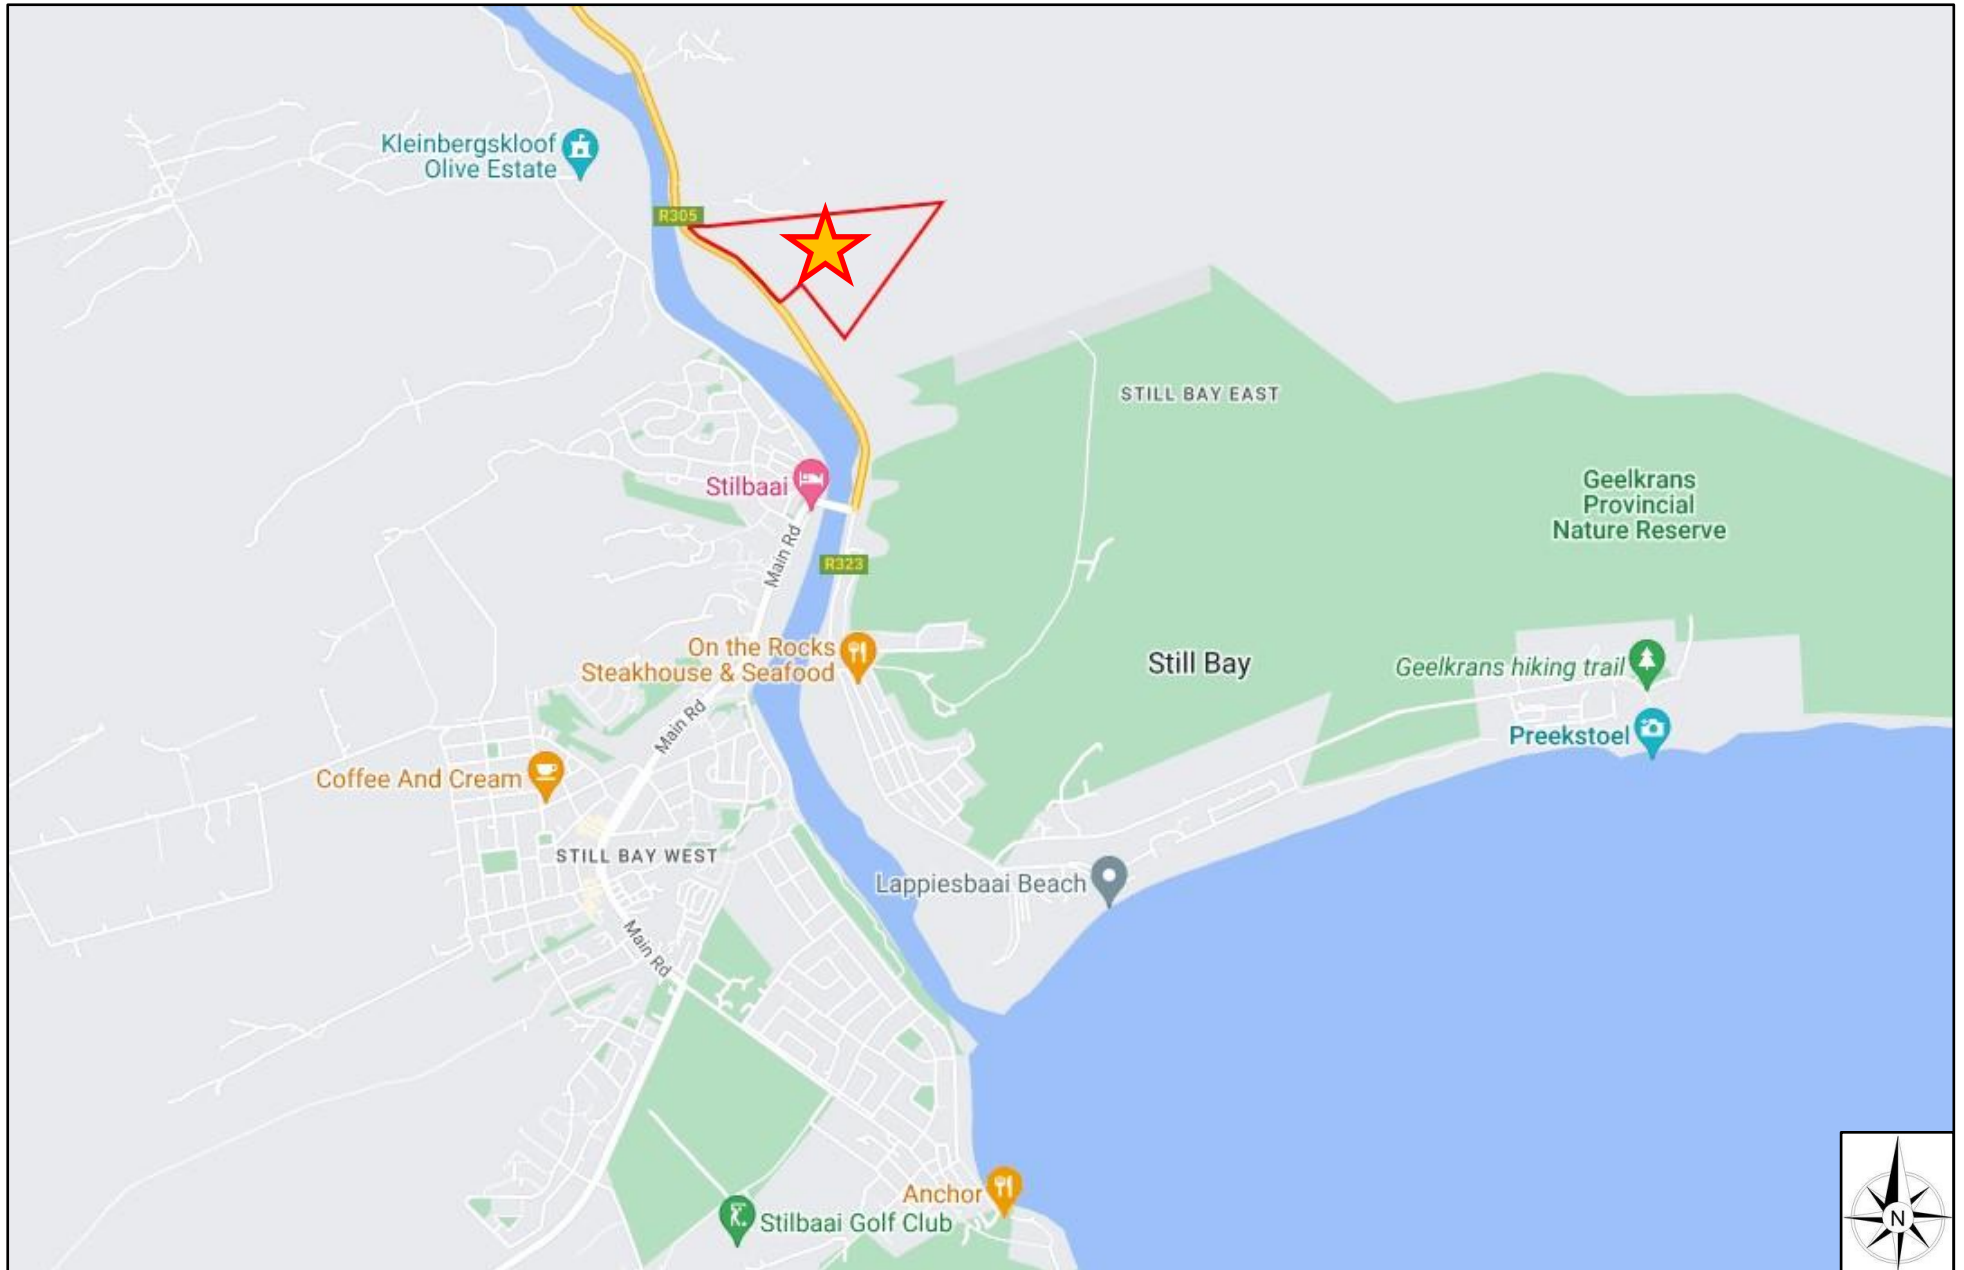 Kleinbergskloof
Olive Estate
R305
STILL BAY EAST
Stilbaai
Geelkrans
Provincial
Nature Reserve
Main Rd
R323
On the Rocks
Steakhouse & Seafood
Still Bay
Geelkrans hiking trail
Main Rd
Preekstoel
Coffee And Cream
STILL BAY WEST
Lappiesbaai Beach
Main Rd
Anchor
Stilbaai Golf Club
N